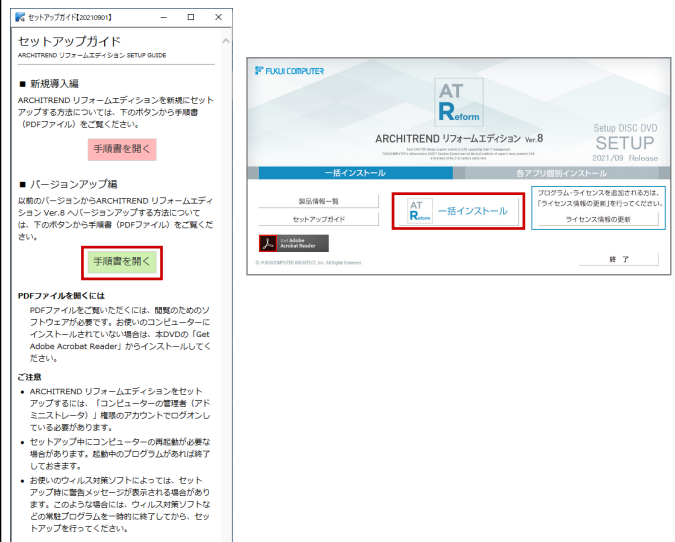 セットアップガイド【20210901】
セットアップガイド
ARCHITREND リフォームエディション SETUP GUIDE
■ 新規導入編
ARCHITREND リフォームエディションを新規にセット
アップする方法については、下のボタンから手順書
（PDFファイル）をご覧ください。
手順書を開く
■ バージョンアップ編
以前のバージョンからARCHITREND リフォームエディ
ション Ver.8 へバージョンアップする方法について
は、下のボタンから手順書（PDFファイル）をご覧くだ
さい。
手順書を開く
PDFファイルを開くには
PDFファイルをご覧いただくには、閲覧のためのソ
フトウェアが必要です。お使いのコンピューターに
インストールされていない場合は、本DVDの「Get
Adobe Acrobat Reader」からインストールしてく
ださい。
ご注意
• ARCHITREND リフォームエディションをセット
アップするには、「コンピューターの管理者（アド
ミニストレータ）」権限のアカウントでログオンし
ている必要があります。
• セットアップ中にコンピューターの再起動が必要な
場合があります。起動中のプログラムがあれば終了
しておきます。
• お使いのウィルス対策ソフトによっては、セット
アップ時に警告メッセージが表示される場合があり
ます。このような場合には、ウィルス対策ソフトな
どの常駐プログラムを一時的に終了してから、セッ
トアップを行ってください。
FUKUI COMPUTER
AT
Reform
ARCHITREND リフォームエディション Ver.8
Setup DISC DVD
SETUP
2021/09 Release
一括インストール
各アプリ個別インストール
製品情報一覧
セットアップガイド
AT
Reform
一括インストール
プログラム・ライセンスを追加される方は、
「ライセンス情報の更新」を行ってください。
ライセンス情報の更新
Get Adobe
Acrobat Reader
© FUKUICOMPUTER ARCHITECT, Inc. All Rights Reserved.
終 了